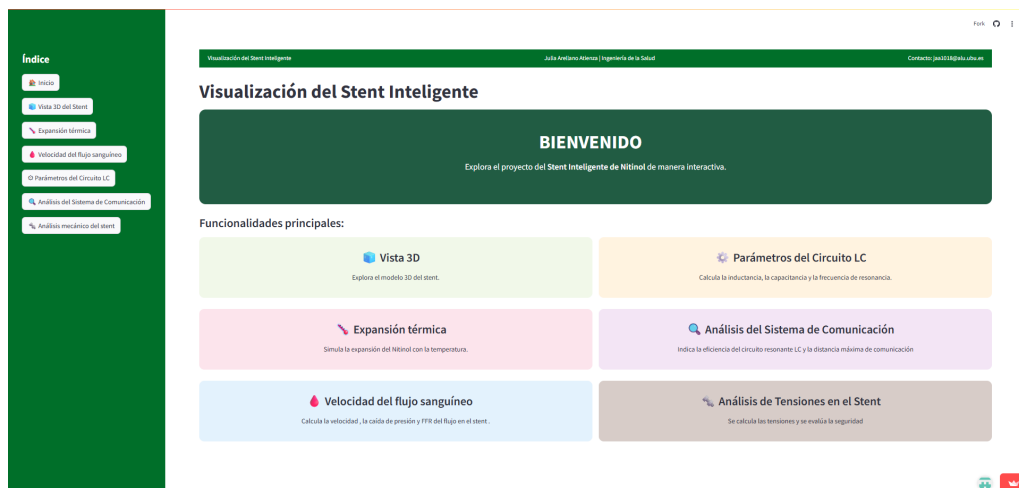 Fork
Índice
Inicio
Vista 3D del Stent
Expansión térmica
Velocidad del flujo sanguíneo
Parámetros del Circuito LC
Análisis del Sistema de Comunicación
Análisis mecánico del stent
Visualización del Stent Inteligente
Julia Arellano Atienza | Ingeniería de la Salud
Contacto: jaa1018@alu.ubu.es
Visualización del Stent Inteligente
BIENVENIDO
Explora el proyecto del Stent Inteligente de Nitinol de manera interactiva.
Funcionalidades principales:
Vista 3D
Explora el modelo 3D del stent.
Parámetros del Circuito LC
Calcula la inductancia, la capacitancia y la frecuencia de resonancia.
Expansión térmica
Simula la expansión del Nitinol con la temperatura.
Análisis del Sistema de Comunicación
Indica la eficiencia del circuito resonante LC y la distancia máxima de comunicación
Velocidad del flujo sanguíneo
Calcula la velocidad , la caída de presión y FFR del flujo en el stent .
Análisis de Tensiones en el Stent
Se calcula las tensiones y se evalúa la seguridad